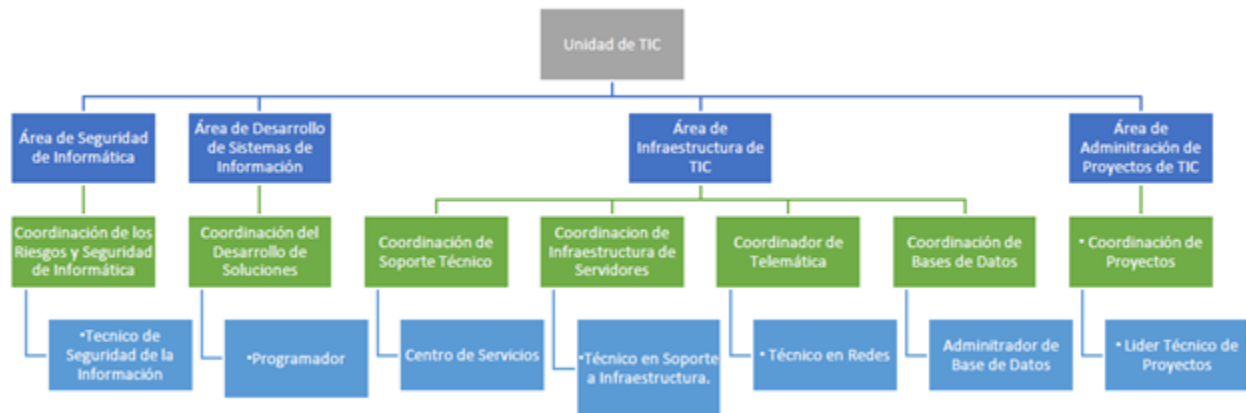 Unidad de TIC
Área de Seguridad
de Informática
Área de Desarrollo
de Sistemas de
Información
Área de
Infraestructura de
TIC
Área de
Adminitración de
Proyectos de TIC
Coordinación de los
Riesgos y Seguridad
de Informática
Coordinación del
Desarrollo de
Soluciones
Coordinación de
Soporte Técnico
Coordinacion de
Infraestructura de
Servidores
Coordinador de
Telemática
Coordinación de
Bases de Datos
• Coordinación de
Proyectos
•Tecnico de
Seguridad de la
Información
•Programador
Centro de Servicios
•Técnico en Soporte
a Infraestructura.
• Técnico en Redes
Adminitrador de
Base de Datos
• Lider Técnico de
Proyectos